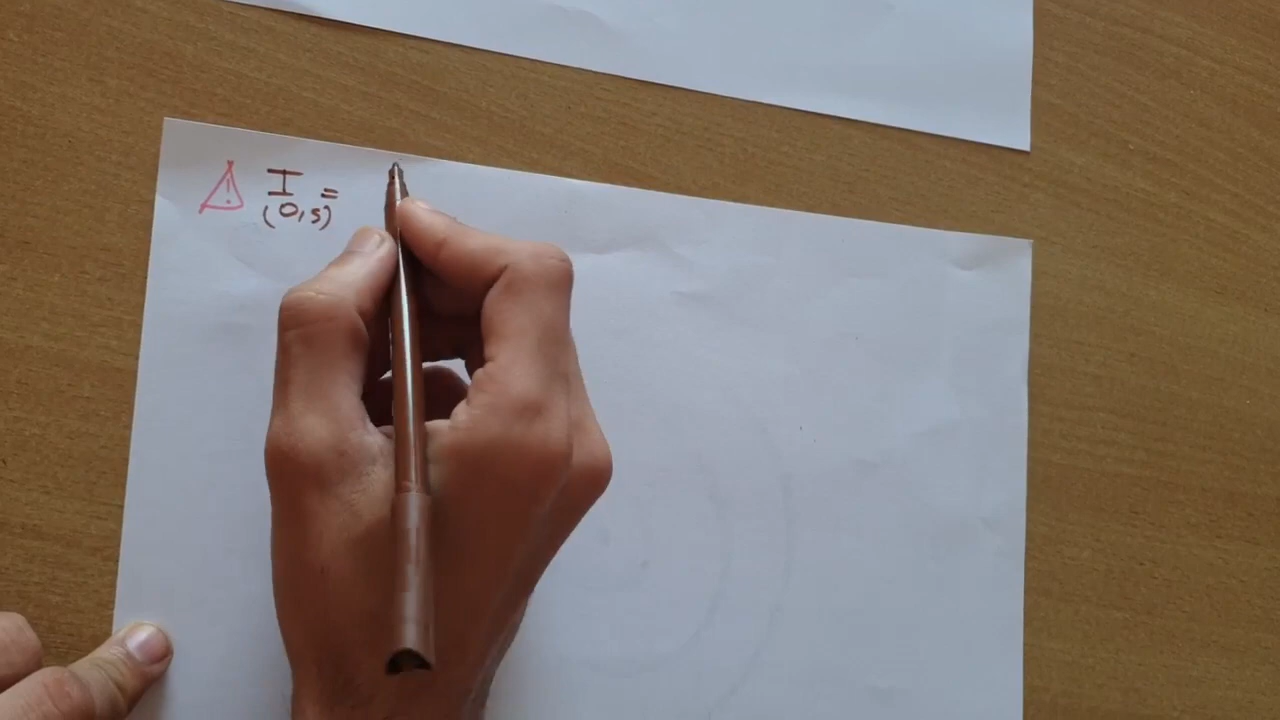 ! I =
(0,5)